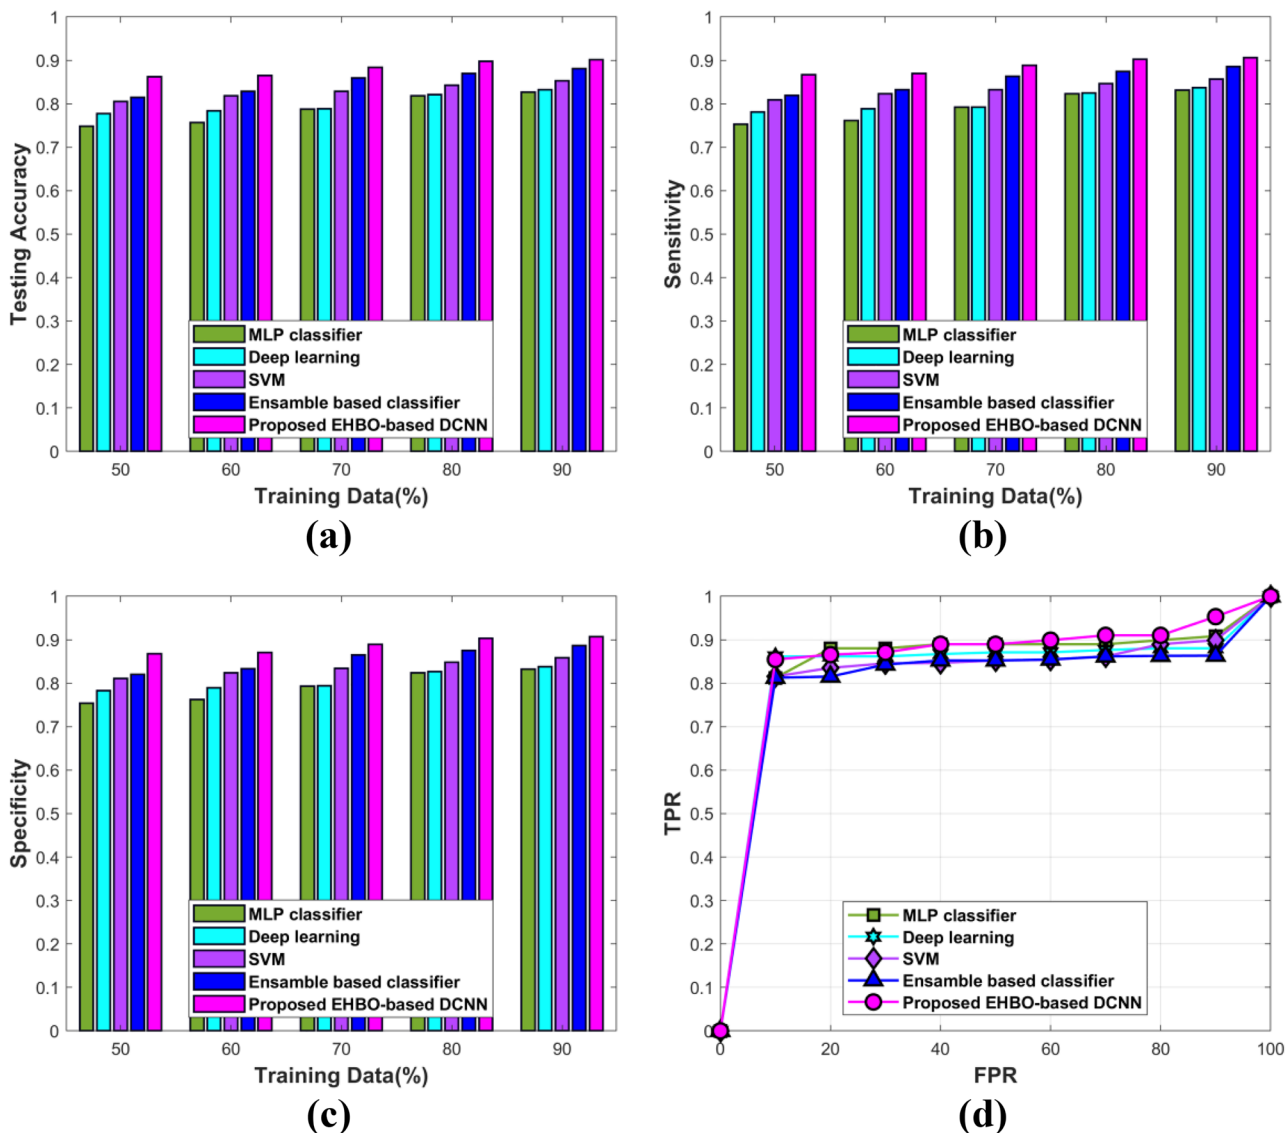 1
0.9
0.8
0.7
0.6
0.5
0.4
0.3
0.2
0.1
0
Testing Accuracy
MLP classifier
Deep learning
SVM
Ensamble based classifier
Proposed EHBO-based DCNN
50 60 70 80 90
Training Data(%)
(a)
1
0.9
0.8
0.7
0.6
0.5
0.4
0.3
0.2
0.1
0
Sensitivity
MLP classifier
Deep learning
SVM
Ensamble based classifier
Proposed EHBO-based DCNN
50 60 70 80 90
Training Data(%)
(b)
1
0.9
0.8
0.7
0.6
0.5
0.4
0.3
0.2
0.1
0
Specificity
MLP classifier
Deep learning
SVM
Ensamble based classifier
Proposed EHBO-based DCNN
50 60 70 80 90
Training Data(%)
(c)
1
0.9
0.8
0.7
0.6
0.5
0.4
0.3
0.2
0.1
0
TPR
MLP classifier
Deep learning
SVM
Ensamble based classifier
Proposed EHBO-based DCNN
0 20 40 60 80 100
FPR
(d)